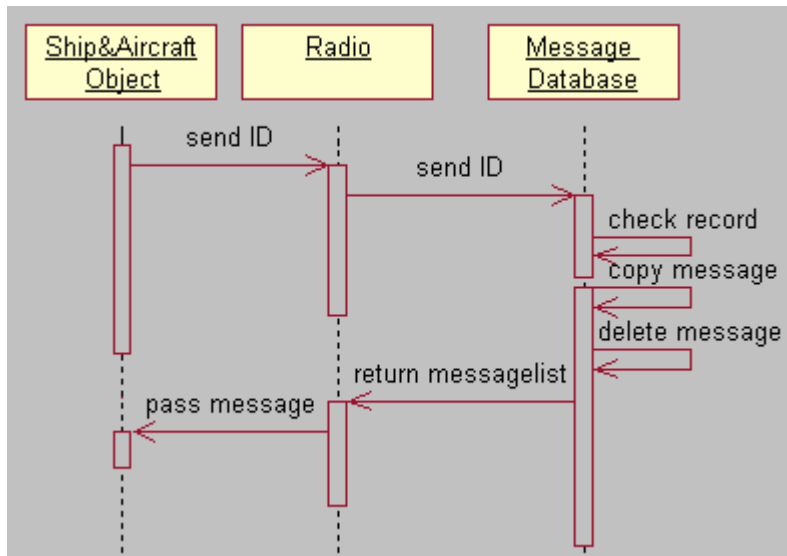 Ship&Aircraft
Object
Radio
Message
Database
send ID
send ID
check record
copy message
delete message
return messagelist
pass message